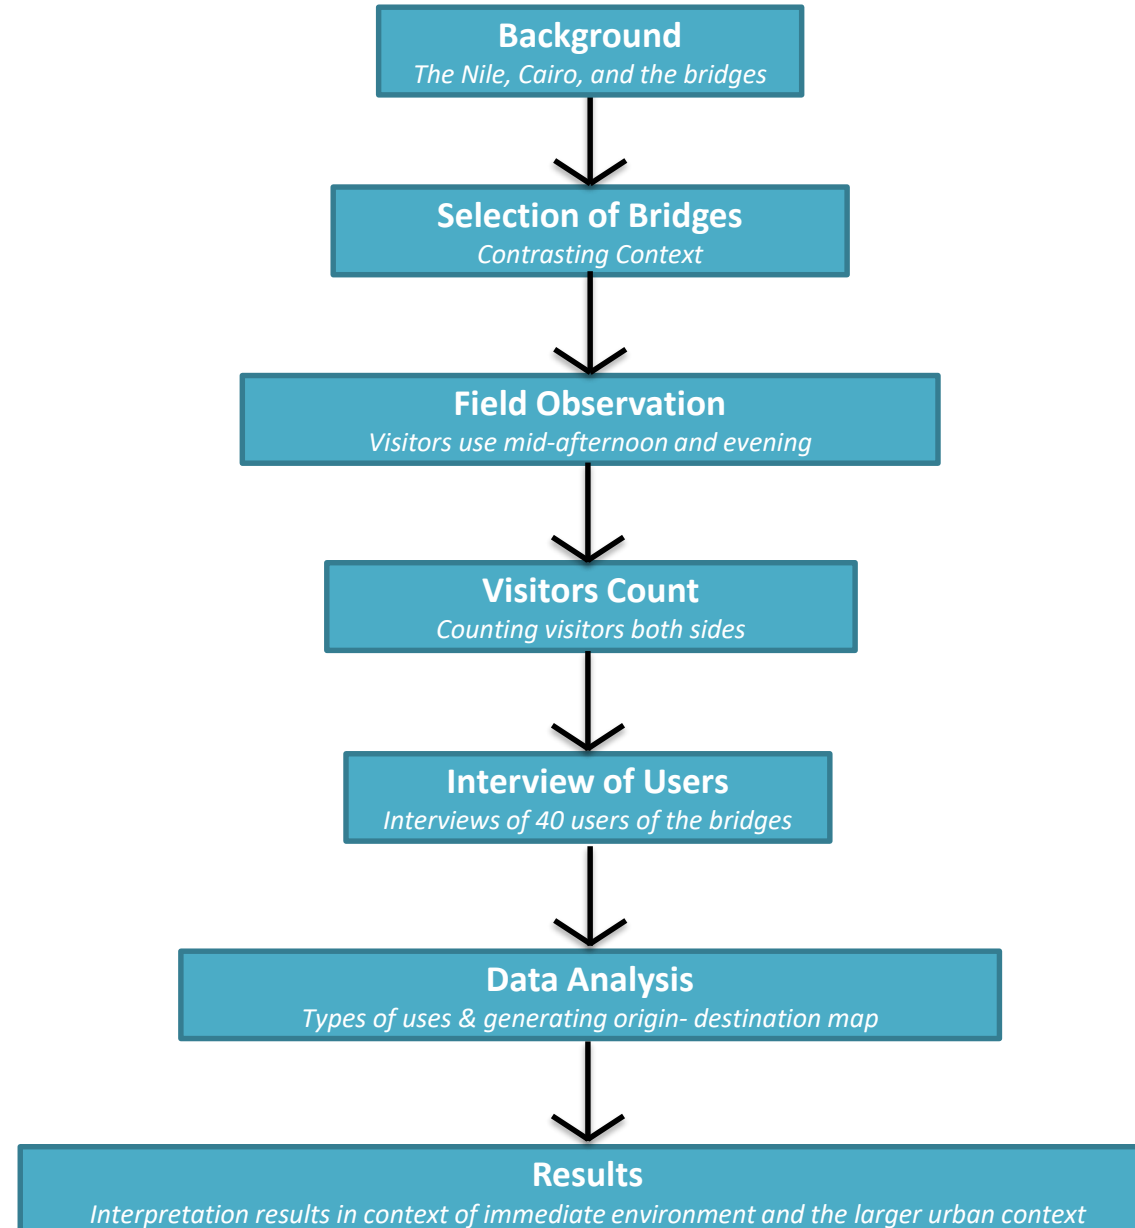 Background
The Nile, Cairo, and the bridges
Selection of Bridges
Contrasting Context
Field Observation
Visitors use mid-afternoon and evening
Visitors Count
Counting visitors both sides
Interview of Users
Interviews of 40 users of the bridges
Data Analysis
Types of uses & generating origin- destination map
Results
Interpretation results in context of immediate environment and the larger urban context